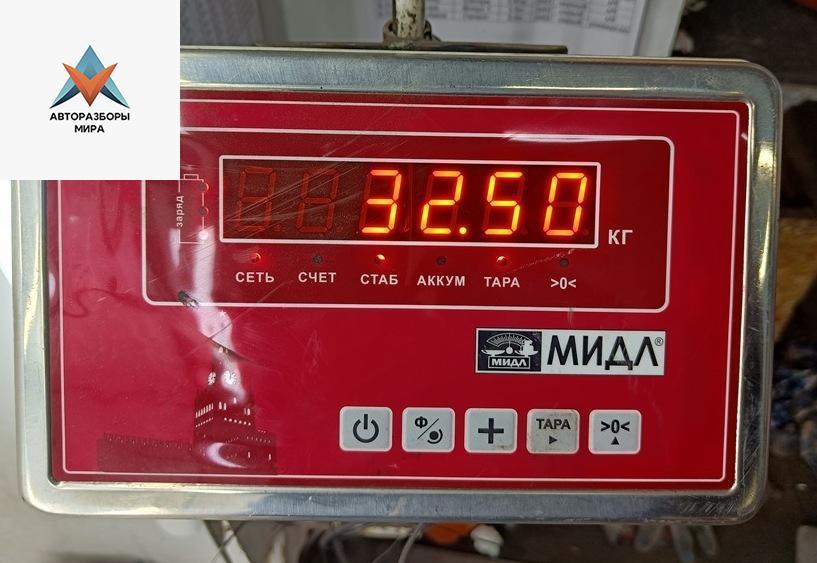 АВТОРАЗБОРЫ
МИРА
заряд
32.50
КГ
СЕТЬ СЧЕТ СТАБ АККУМ ТАРА >0<
МИДЛ МИДЛ®
Ф/ + ТАРА >0<